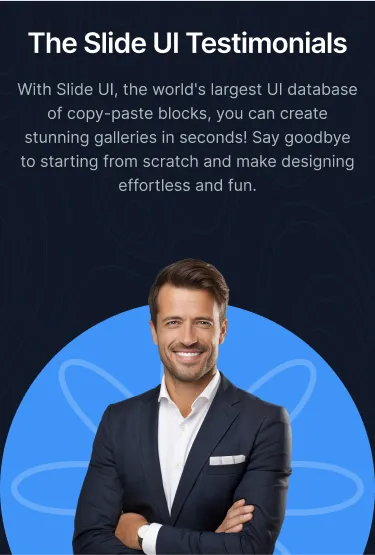 The Slide UI Testimonials
With Slide UI, the world's largest UI database
of copy-paste blocks, you can create
stunning galleries in seconds! Say goodbye
to starting from scratch and make designing
effortless and fun.